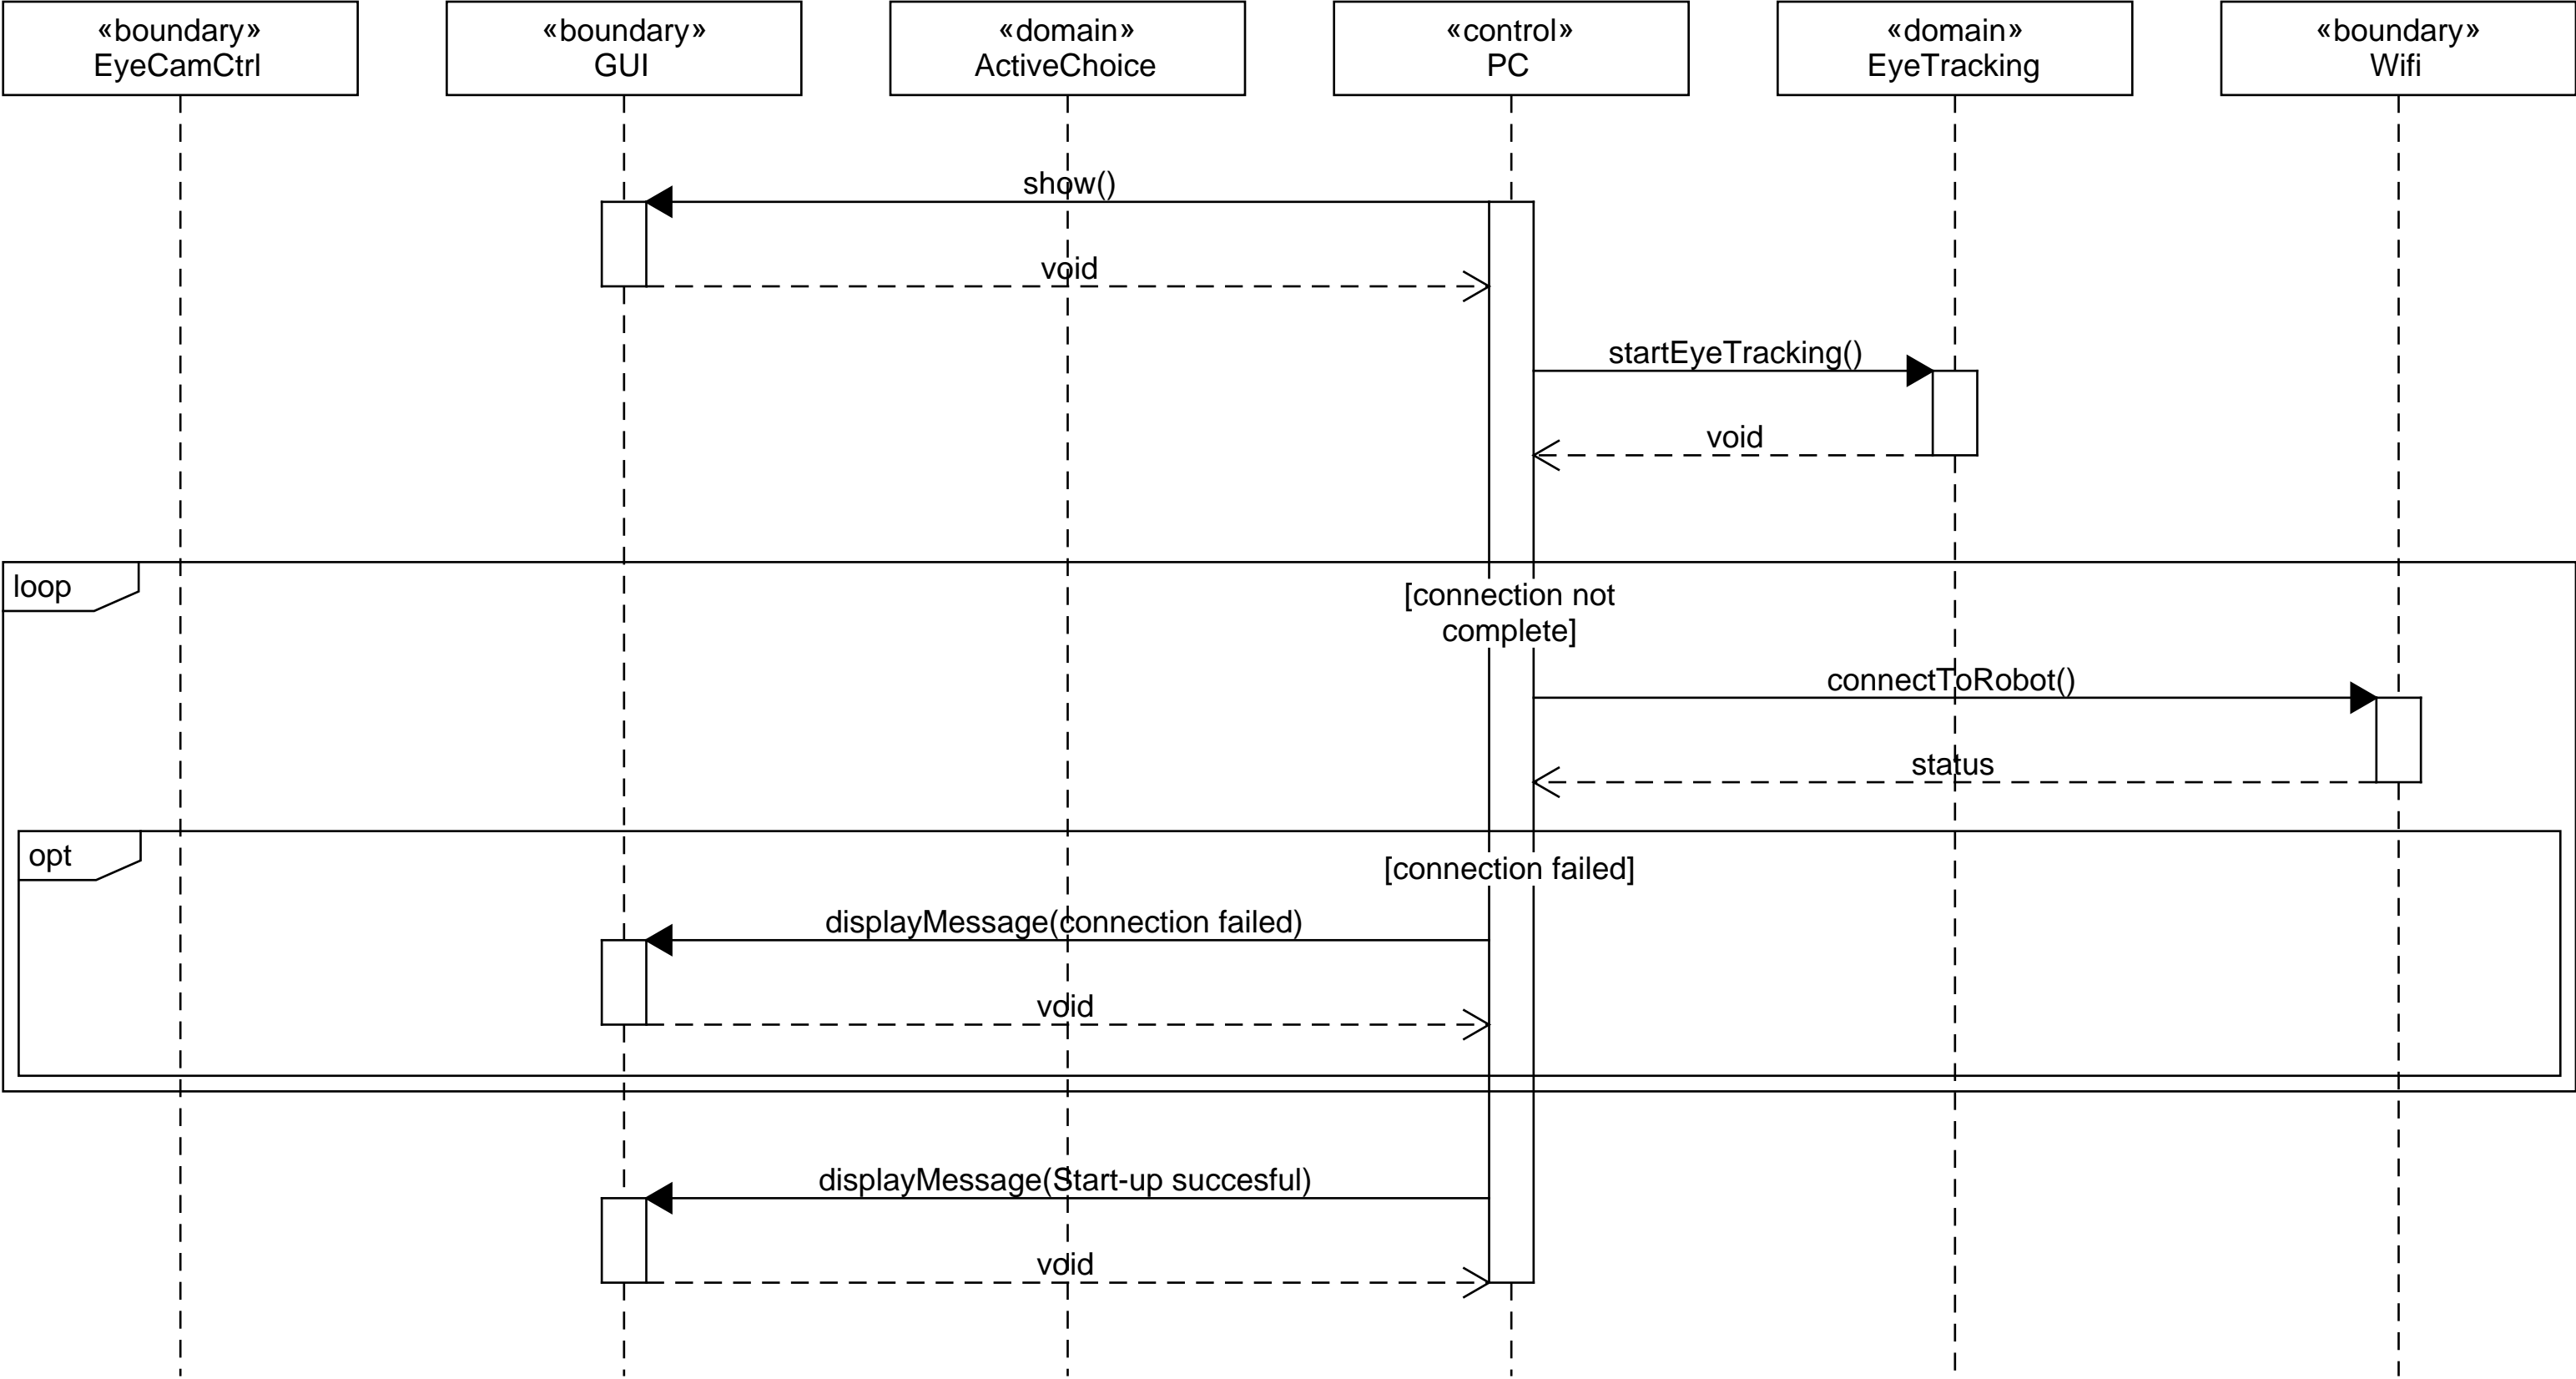 «boundary»
EyeCamCtrl
«boundary»
GUI
«domain»
ActiveChoice
«control»
PC
«domain»
EyeTracking
«boundary»
Wifi
show()
void
startEyeTracking()
void
loop
[connection not
complete]
connectToRobot()
status
opt
[connection failed]
displayMessage(connection failed)
void
displayMessage(Start-up succesful)
void